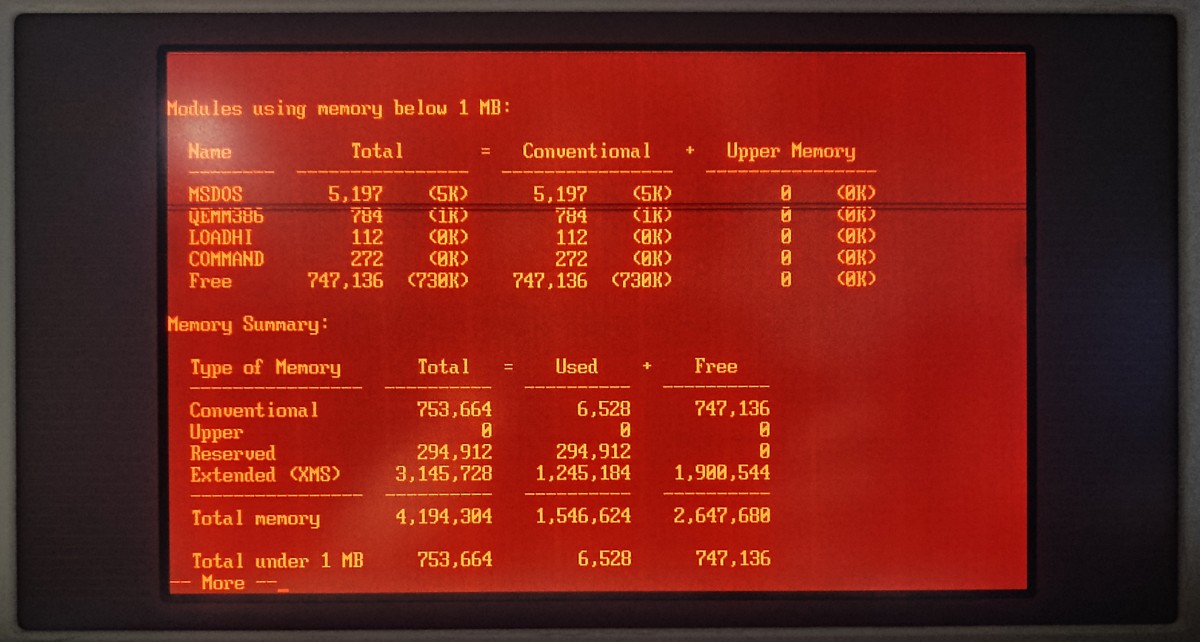 Modules using memory below 1 MB:
Name Total = Conventional + Upper Memory
-------- ---------------- ---------------- ----------------
MSDOS 5,197 (5K) 5,197 (5K) 0 (0K)
QEMM386 784 (1K) 784 (1K) 0 (0K)
LOADHI 112 (0K) 112 (0K) 0 (0K)
COMMAND 272 (0K) 272 (0K) 0 (0K)
Free 747,136 (730K) 747,136 (730K) 0 (0K)
Memory Summary:
Type of Memory Total = Used + Free
---------------- ---------- ---------- ----------
Conventional 753,664 6,528 747,136
Upper 0 0 0
Reserved 294,912 294,912 0
Extended (XMS) 3,145,728 1,245,184 1,900,544
---------------- ---------- ---------- ----------
Total memory 4,194,304 1,546,624 2,647,680
Total under 1 MB 753,664 6,528 747,136
-- More --_